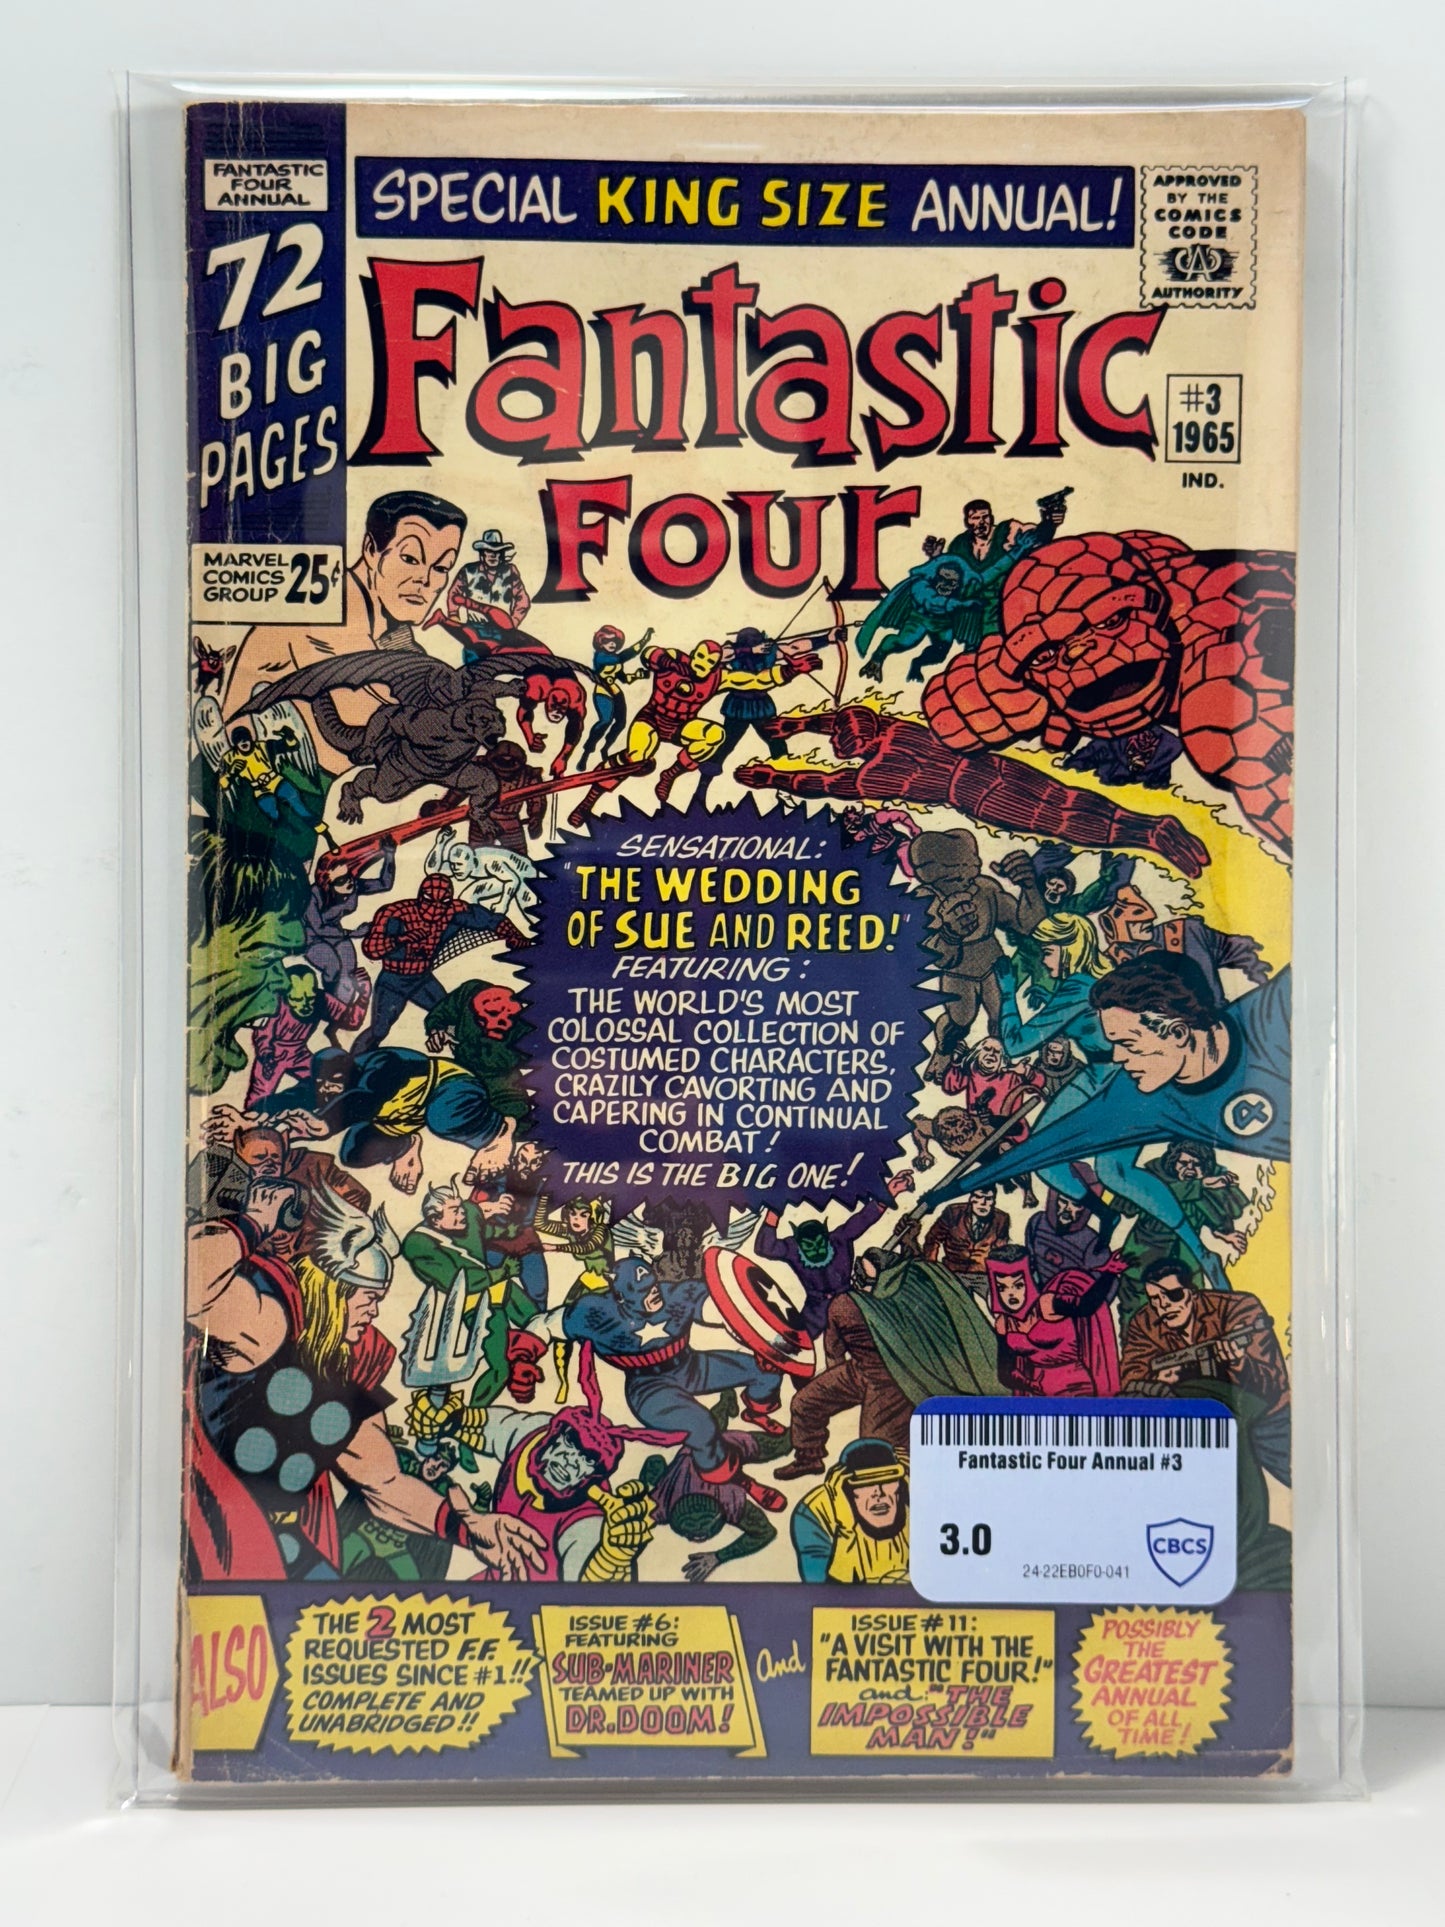 FANTASTIC
FOUR
ANNUAL
72
BIG
PAGES
MARVEL
COMICS
GROUP
25¢
SPECIAL KING SIZE ANNUAL!
APPROVED
BY THE
COMICS
CODE
CA
AUTHORITY
Fantastic
Four
#3
1965
IND.
SENSATIONAL:
"THE WEDDING
OF SUE AND REED!"
FEATURING:
THE WORLD'S MOST
COLOSSAL COLLECTION OF
COSTUMED CHARACTERS,
CRAZILY CAVORTING AND
CAPERING IN CONTINUAL
COMBAT!
THIS IS THE BIG ONE!
A
4
Fantastic Four Annual #3
3.0
CBCS
24-22EB0F0-041
ALSO
THE 2 MOST
REQUESTED F.F.
ISSUES SINCE #1!!
COMPLETE AND
UNABRIDGED!!
ISSUE #6:
FEATURING
SUB-MARINER
TEAMED UP WITH
DR. DOOM!
and
ISSUE #11:
"A VISIT WITH THE
FANTASTIC FOUR!"
and: "THE
IMPOSSIBLE
MAN!"
POSSIBLY
THE
GREATEST
ANNUAL
OF ALL
TIME!